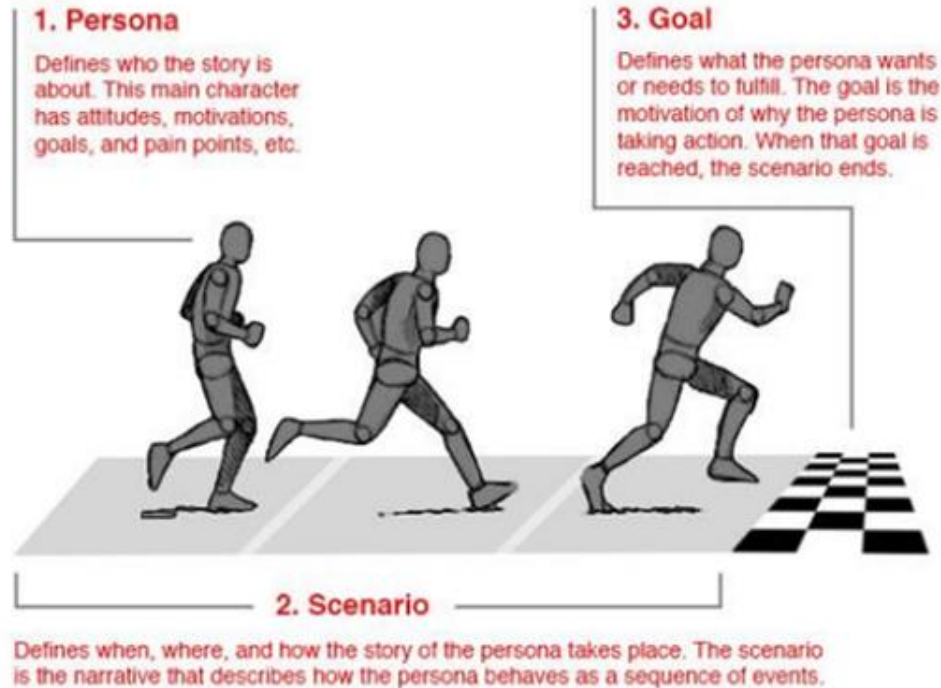 1. Persona
Defines who the story is
about. This main character
has attitudes, motivations,
goals, and pain points, etc.
3. Goal
Defines what the persona wants
or needs to fulfill. The goal is the
motivation of why the persona is
taking action. When that goal is
reached, the scenario ends.
2. Scenario
Defines when, where, and how the story of the persona takes place. The scenario
is the narrative that describes how the persona behaves as a sequence of events.